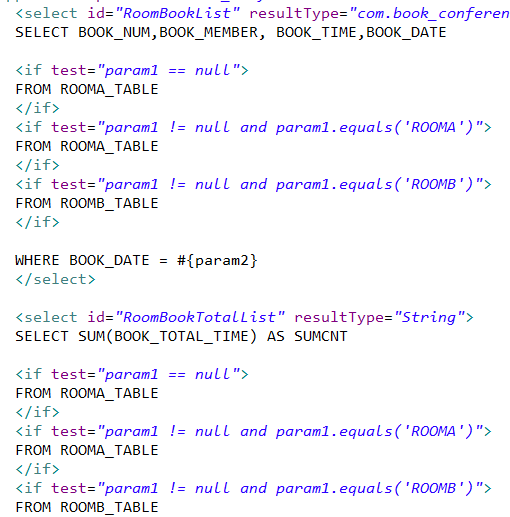 <select id="RoomBookList" resultType="com.book_conferen
SELECT BOOK_NUM,BOOK_MEMBER, BOOK_TIME,BOOK_DATE
<if test="param1 == null">
FROM ROOMA_TABLE
</if>
<if test="param1 != null and param1.equals('ROOMA')">
FROM ROOMA_TABLE
</if>
<if test="param1 != null and param1.equals('ROOMB')">
FROM ROOMB_TABLE
</if>
WHERE BOOK_DATE = #{param2}
</select>
<select id="RoomBookTotalList" resultType="String">
SELECT SUM(BOOK_TOTAL_TIME) AS SUMCNT
<if test="param1 == null">
FROM ROOMA_TABLE
</if>
<if test="param1 != null and param1.equals('ROOMA')">
FROM ROOMA_TABLE
</if>
<if test="param1 != null and param1.equals('ROOMB')">
FROM ROOMB_TABLE